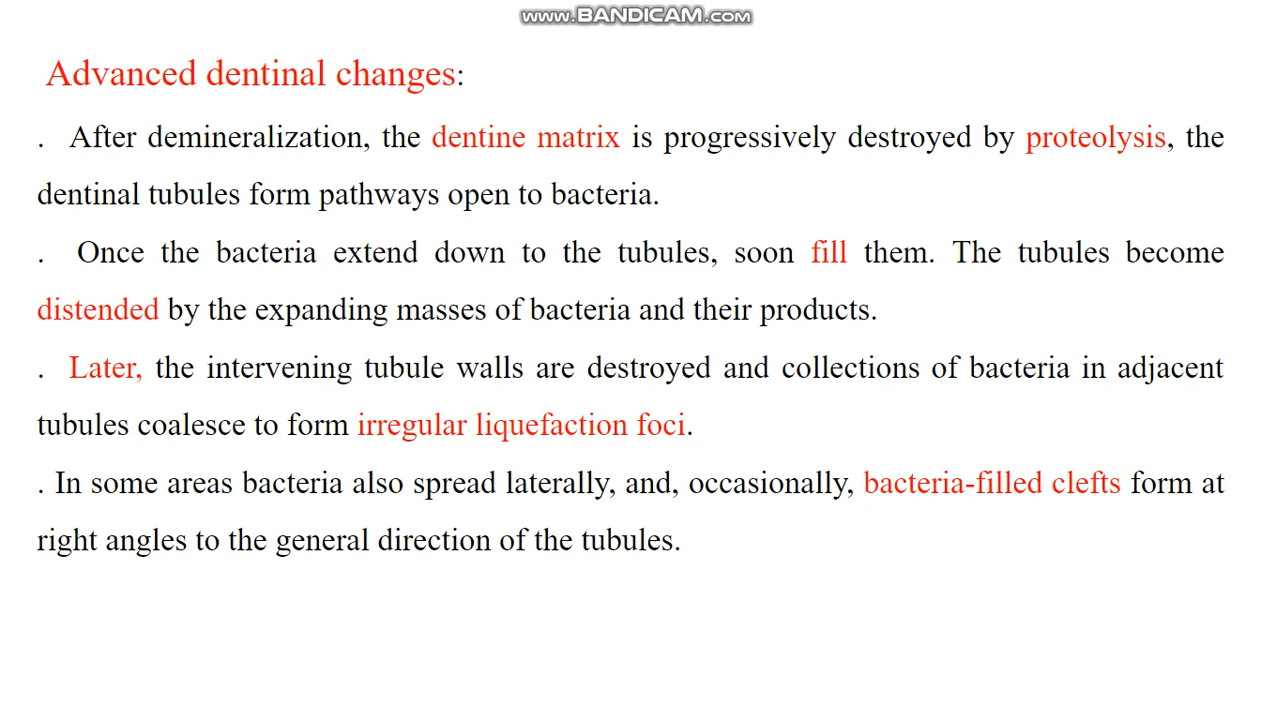 www.BANDICAM.com
Advanced dentinal changes:
. After demineralization, the dentine matrix is progressively destroyed by proteolysis, the
dentinal tubules form pathways open to bacteria.
. Once the bacteria extend down to the tubules, soon fill them. The tubules become
distended by the expanding masses of bacteria and their products.
. Later, the intervening tubule walls are destroyed and collections of bacteria in adjacent
tubules coalesce to form irregular liquefaction foci.
. In some areas bacteria also spread laterally, and, occasionally, bacteria-filled clefts form at
right angles to the general direction of the tubules.